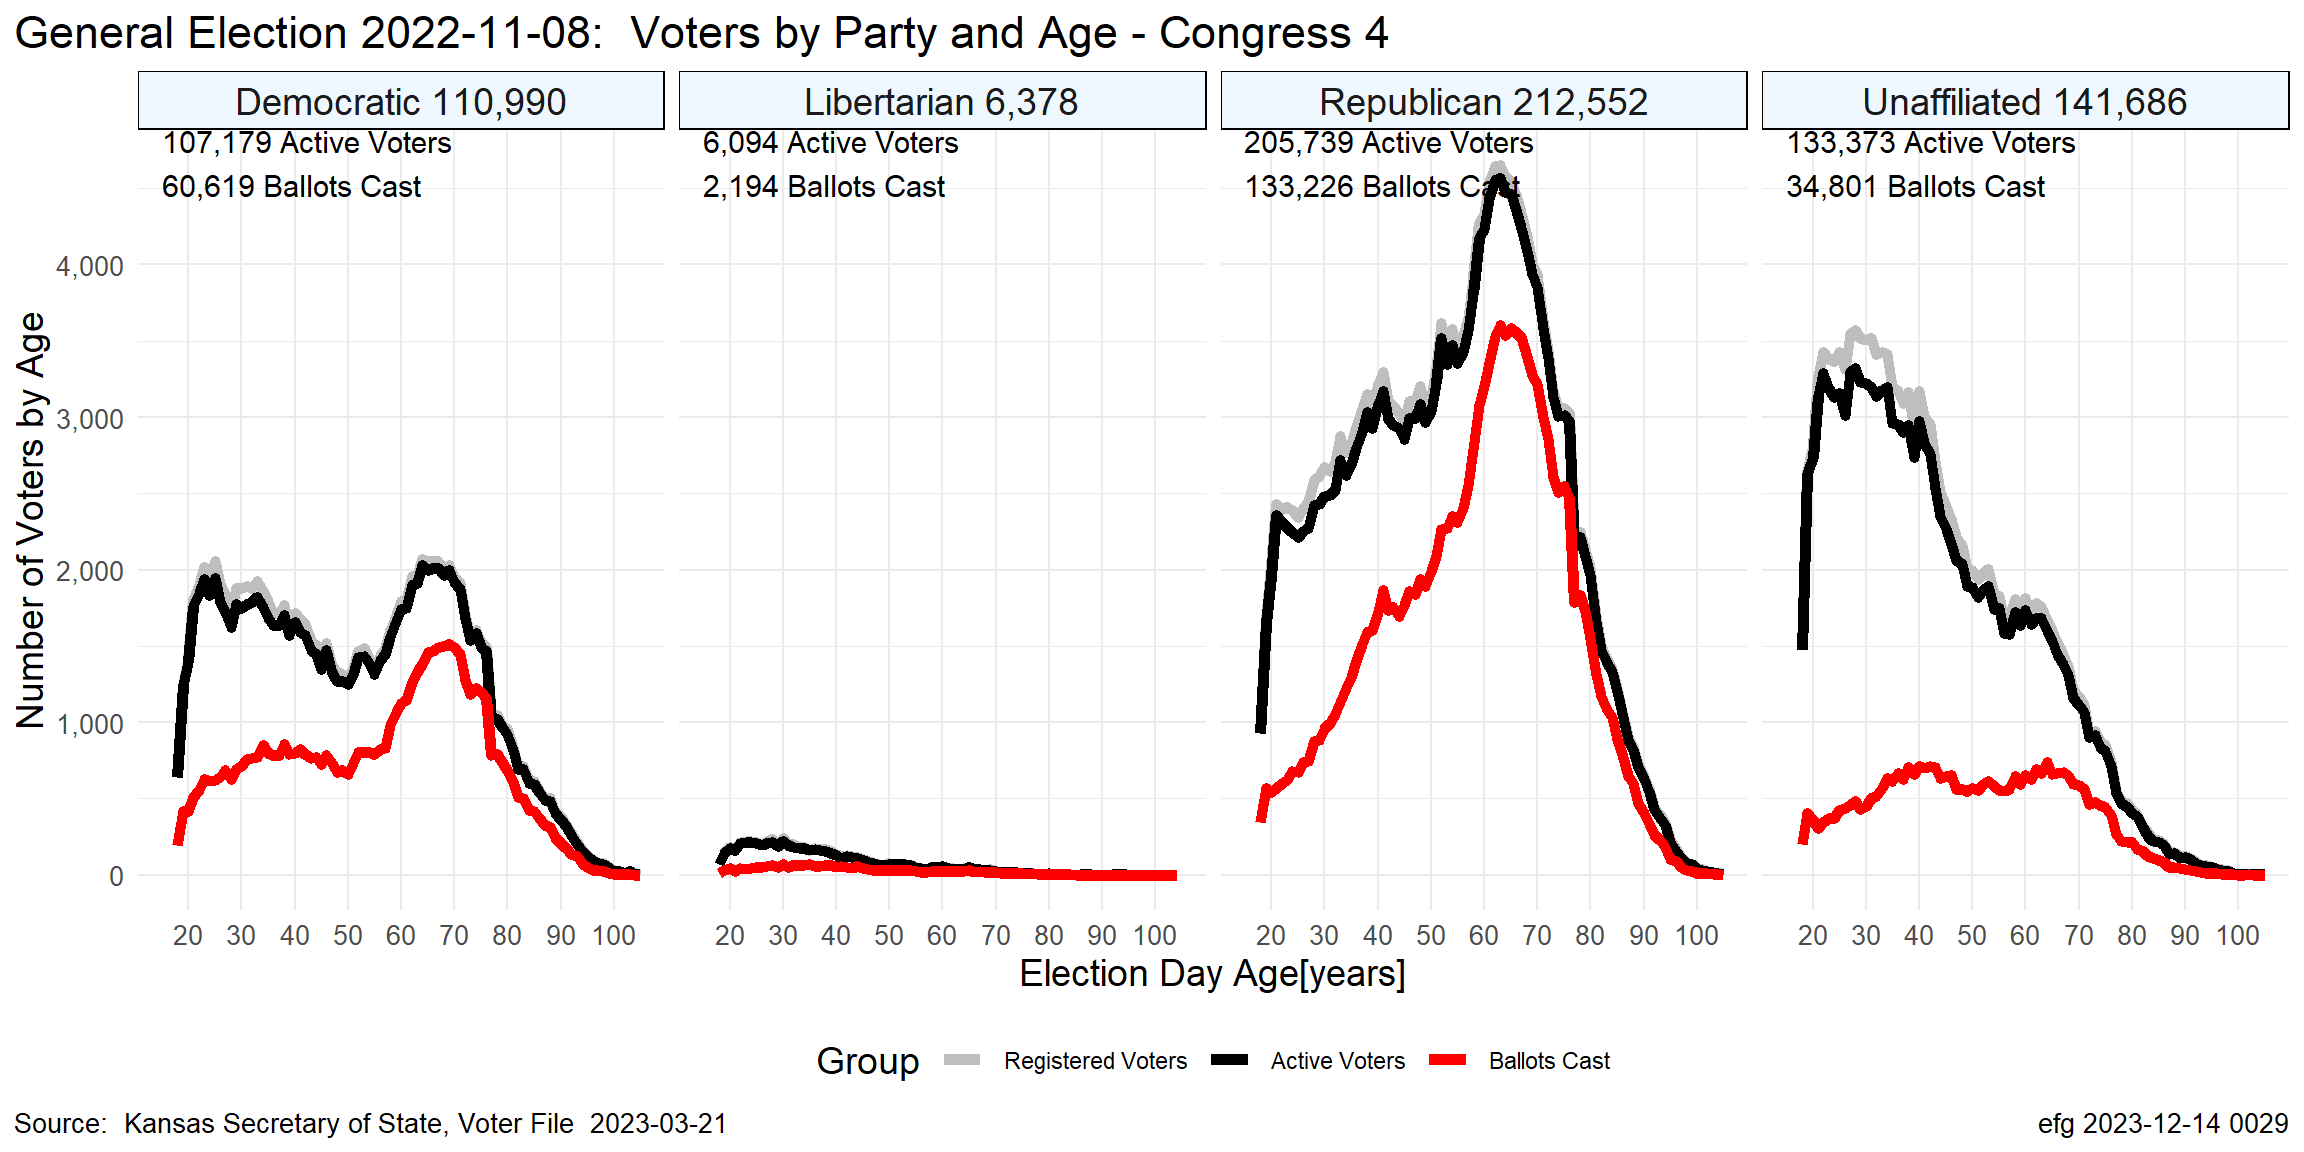 General Election 2022-11-08:  Voters by Party and Age - Congress 4
Democratic 110,990
Libertarian 6,378
Republican 212,552
Unaffiliated 141,686
107,179 Active Voters
60,619 Ballots Cast
6,094 Active Voters
2,194 Ballots Cast
205,739 Active Voters
133,226 Ballots Cast
133,373 Active Voters
34,801 Ballots Cast
Number of Voters by Age
4,000
3,000
2,000
1,000
0
20 30 40 50 60 70 80 90 100
20 30 40 50 60 70 80 90 100
20 30 40 50 60 70 80 90 100
20 30 40 50 60 70 80 90 100
Election Day Age[years]
Group Registered Voters Active Voters Ballots Cast
Source:  Kansas Secretary of State, Voter File  2023-03-21
efg 2023-12-14 0029